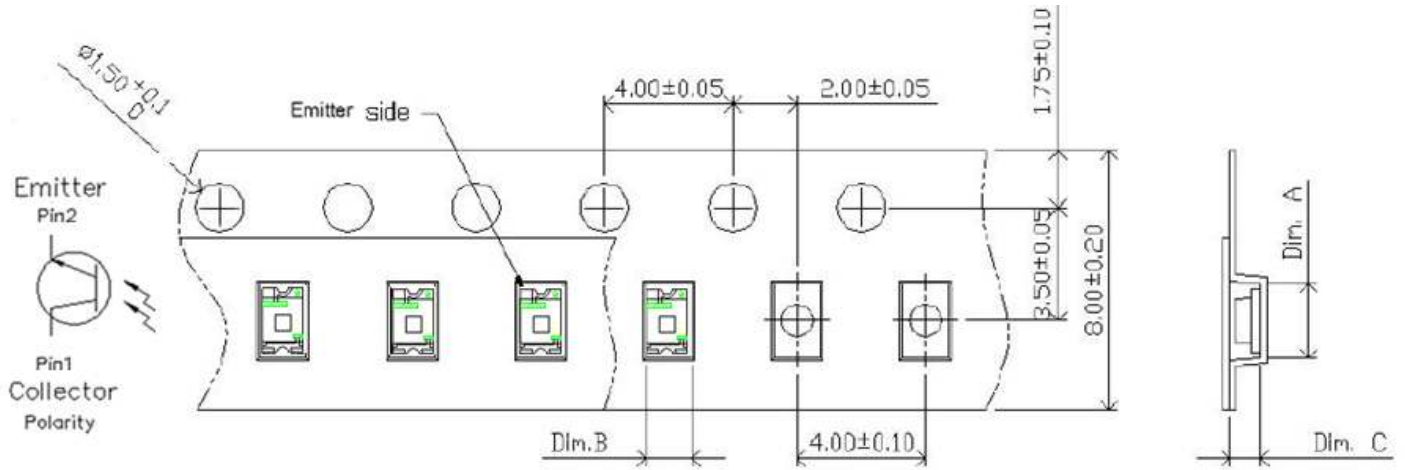 ø1.50 +0.1
0
Emitter side
4.00±0.05
2.00±0.05
1.75±0.10
Emitter
Pin2
Pin1
Collector
Polarity
3.50±0.05
8.00±0.20
Dim. A
Dim.B
4.00±0.10
Dim. C